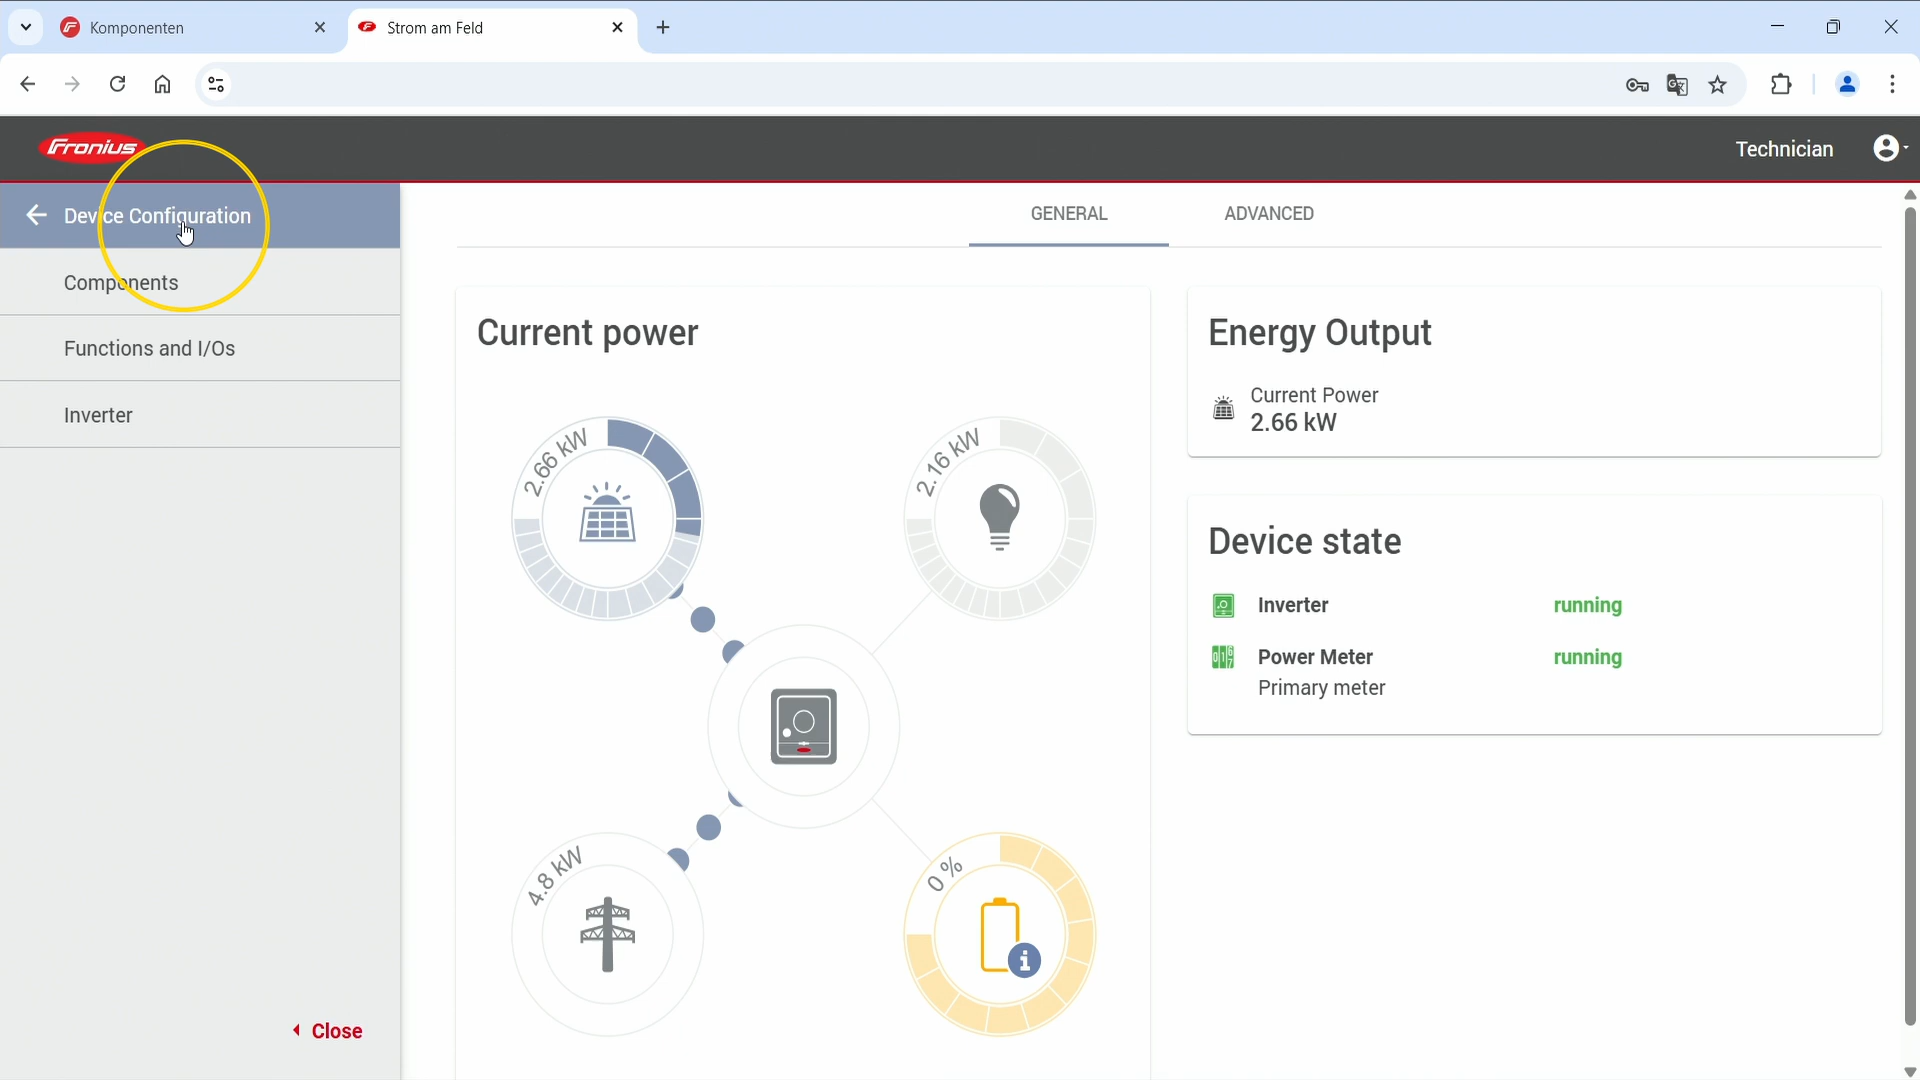 Komponenten
Strom am Feld
Fronius
Technician
Device Configuration
Components
Functions and I/Os
Inverter
Close
GENERAL
ADVANCED
Current power
2.66 kW
2.16 kW
4.8 kW
0 %
Energy Output
Current Power
2.66 kW
Device state
Inverter
running
Power Meter
running
Primary meter